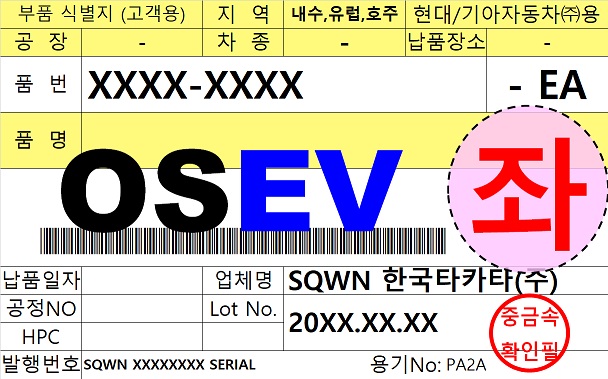 부품 식별지 (고객용) 지 역 내수,유럽,호주 현대/기아자동차㈜용
공 장 - 차 종 - 납품장소 -
품 번 XXXX-XXXX - EA
품 명
OSEV 좌
납품일자 업체명 SQWN 한국타카타(주)
공정NO Lot No. 20XX.XX.XX 중금속
HPC 확인필
발행번호 SQWN XXXXXXXX SERIAL 용기No: PA2A